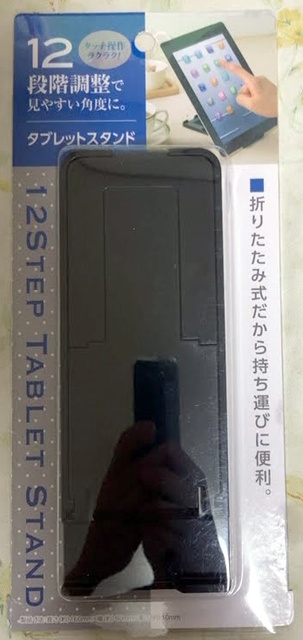 12
タッチ操作
ラクラク！
段階調整で
見やすい角度に。
タブレットスタンド
12STEP TABLET STAND
■折りたたみ式だから持ち運びに便利。